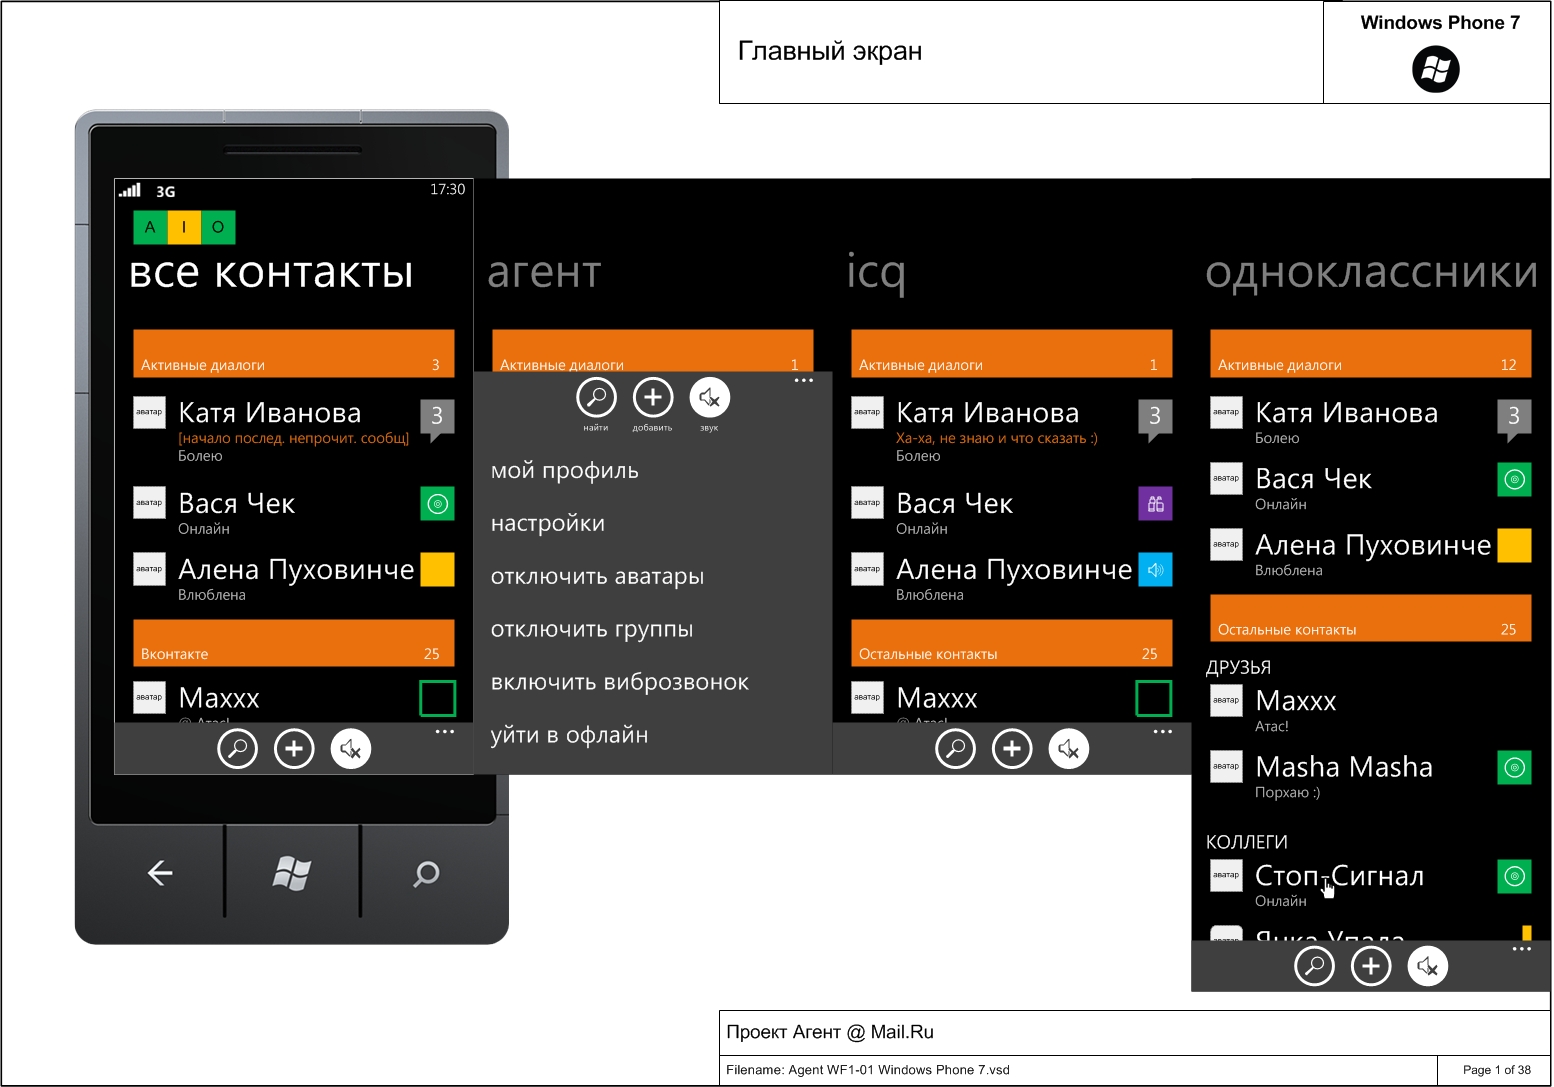 Главный экран
Windows Phone 7
3G
17:30
A I O
все контакты
Активные диалоги 3
аватар
Катя Иванова
3
[начало послед. непрочит. сообщ]
Болею
аватар
Вася Чек
Онлайн
аватар
Алена Пуховинче
Влюблена
Вконтакте 25
аватар
Maxxx
@ Атас!
...
агент
Активные диалоги 1
...
найти
добавить
звук
мой профиль
настройки
отключить аватары
отключить группы
включить виброзвонок
уйти в офлайн
icq
Активные диалоги 1
аватар
Катя Иванова
3
Ха-ха, не знаю и что сказать :)
Болею
аватар
Вася Чек
Онлайн
аватар
Алена Пуховинче
Влюблена
Остальные контакты 25
аватар
Maxxx
@ Атас!
...
одноклассники
Активные диалоги 12
аватар
Катя Иванова
3
Болею
аватар
Вася Чек
Онлайн
аватар
Алена Пуховинче
Влюблена
Остальные контакты 25
ДРУЗЬЯ
аватар
Maxxx
Атас!
аватар
Masha Masha
Порхаю :)
КОЛЛЕГИ
аватар
Стоп-Сигнал
Онлайн
аватар
Янка Упала
...
Проект Агент @ Mail.Ru
Filename: Agent WF1-01 Windows Phone 7.vsd
Page 1 of 38